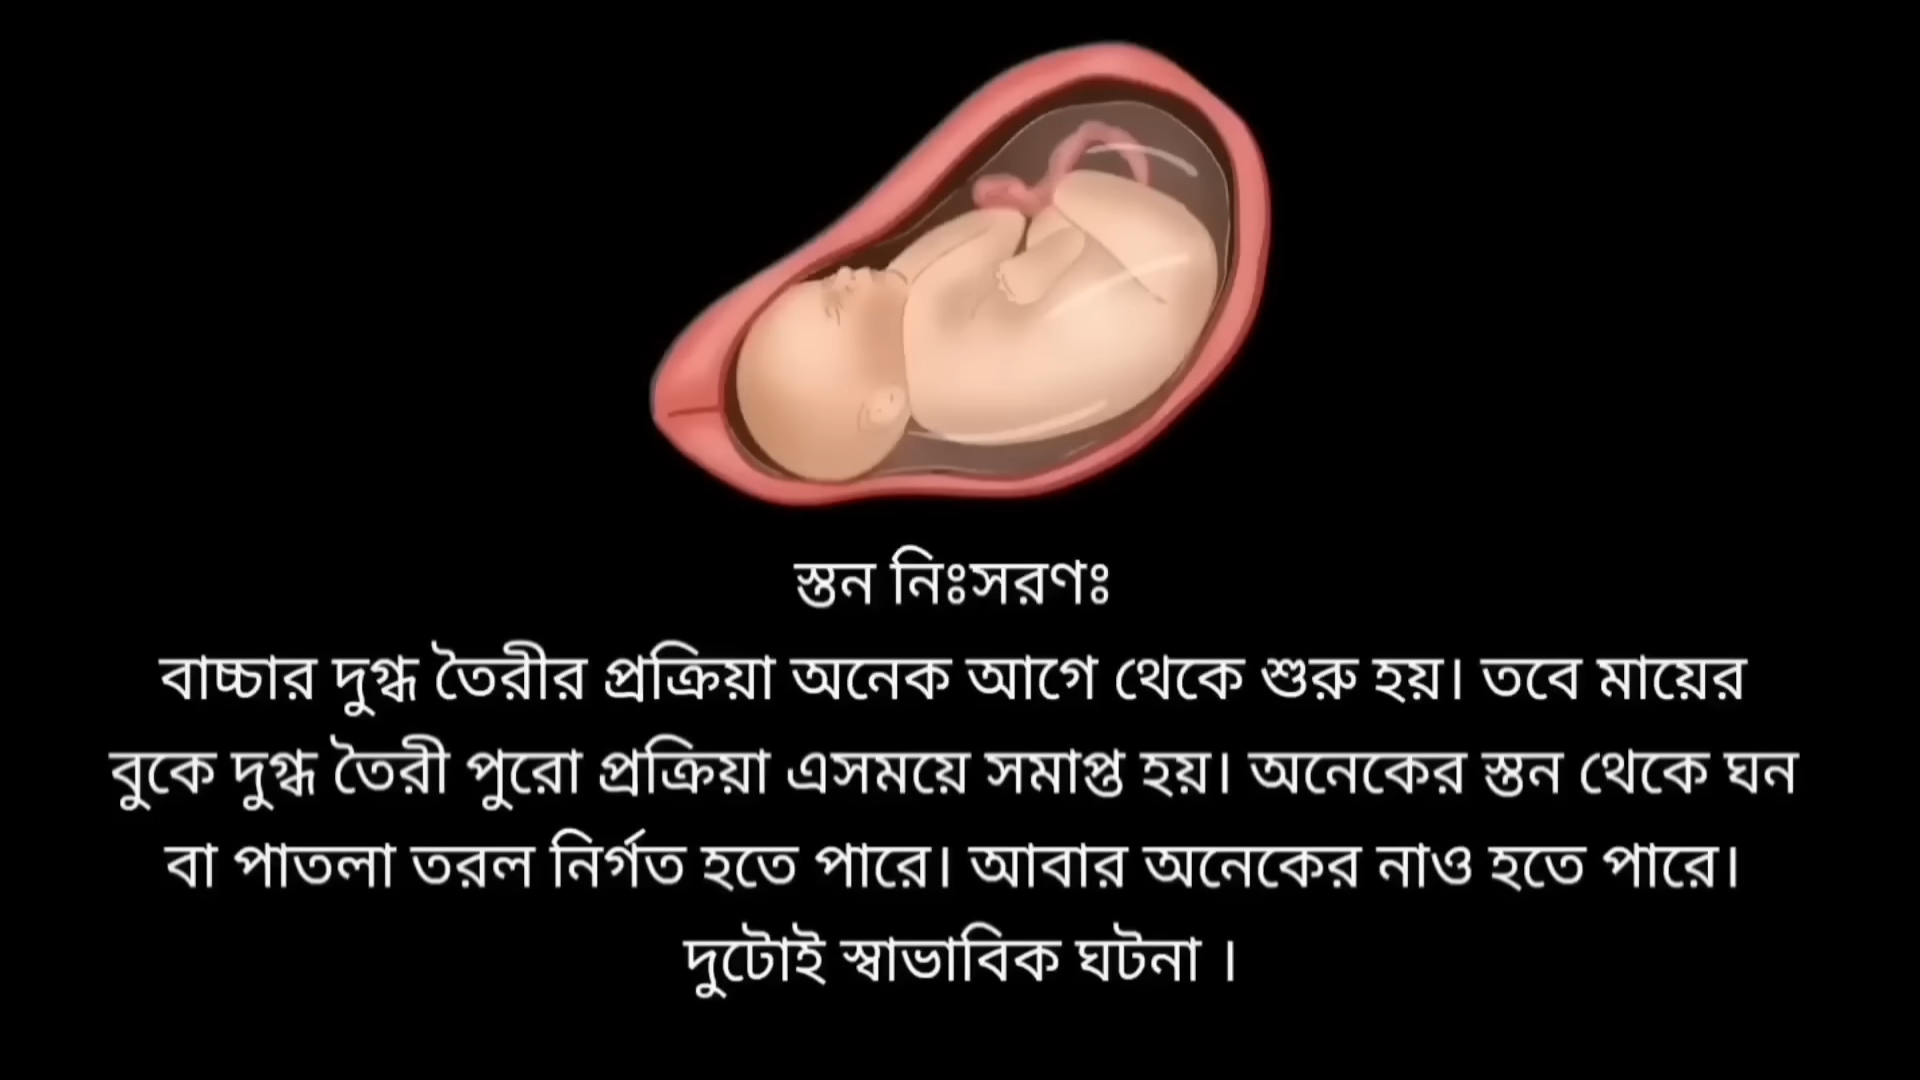 স্তন নিঃসরণঃ
বাচ্চার দুগ্ধ তৈরীর প্রক্রিয়া অনেক আগে থেকে শুরু হয়। তবে মায়ের
বুকে দুগ্ধ তৈরী পুরো প্রক্রিয়া এসময়ে সমাপ্ত হয়। অনেকের স্তন থেকে ঘন
বা পাতলা তরল নির্গত হতে পারে। আবার অনেকের নাও হতে পারে।
দুটোই স্বাভাবিক ঘটনা ।